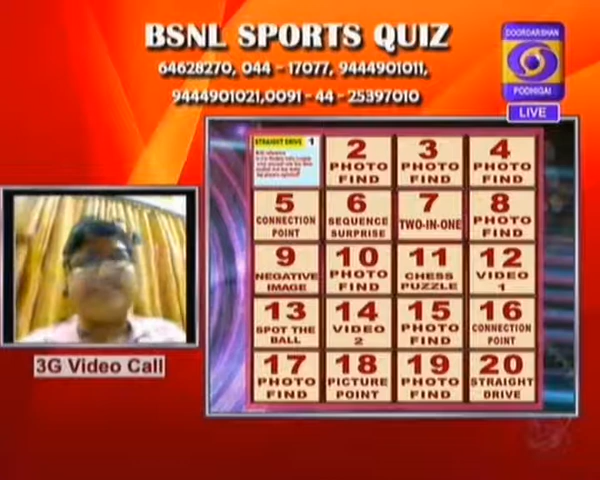 BSNL SPORTS QUIZ
64628270, 044 - 17077, 9444901011,
9444901021,0091 - 44 - 25397010
DOORDARSHAN
PODHIGAI
LIVE
STRAIGHT DRIVE 1
2
PHOTO
FIND
3
PHOTO
FIND
4
PHOTO
FIND
5
CONNECTION
POINT
6
SEQUENCE
SURPRISE
7
TWO-IN-ONE
8
PHOTO
FIND
9
NEGATIVE
IMAGE
10
PHOTO
FIND
11
CHESS
PUZZLE
12
VIDEO
1
13
SPOT THE
BALL
14
VIDEO
2
15
PHOTO
FIND
16
CONNECTION
POINT
17
PHOTO
FIND
18
PICTURE
POINT
19
PHOTO
FIND
20
STRAIGHT
DRIVE
3G Video Call